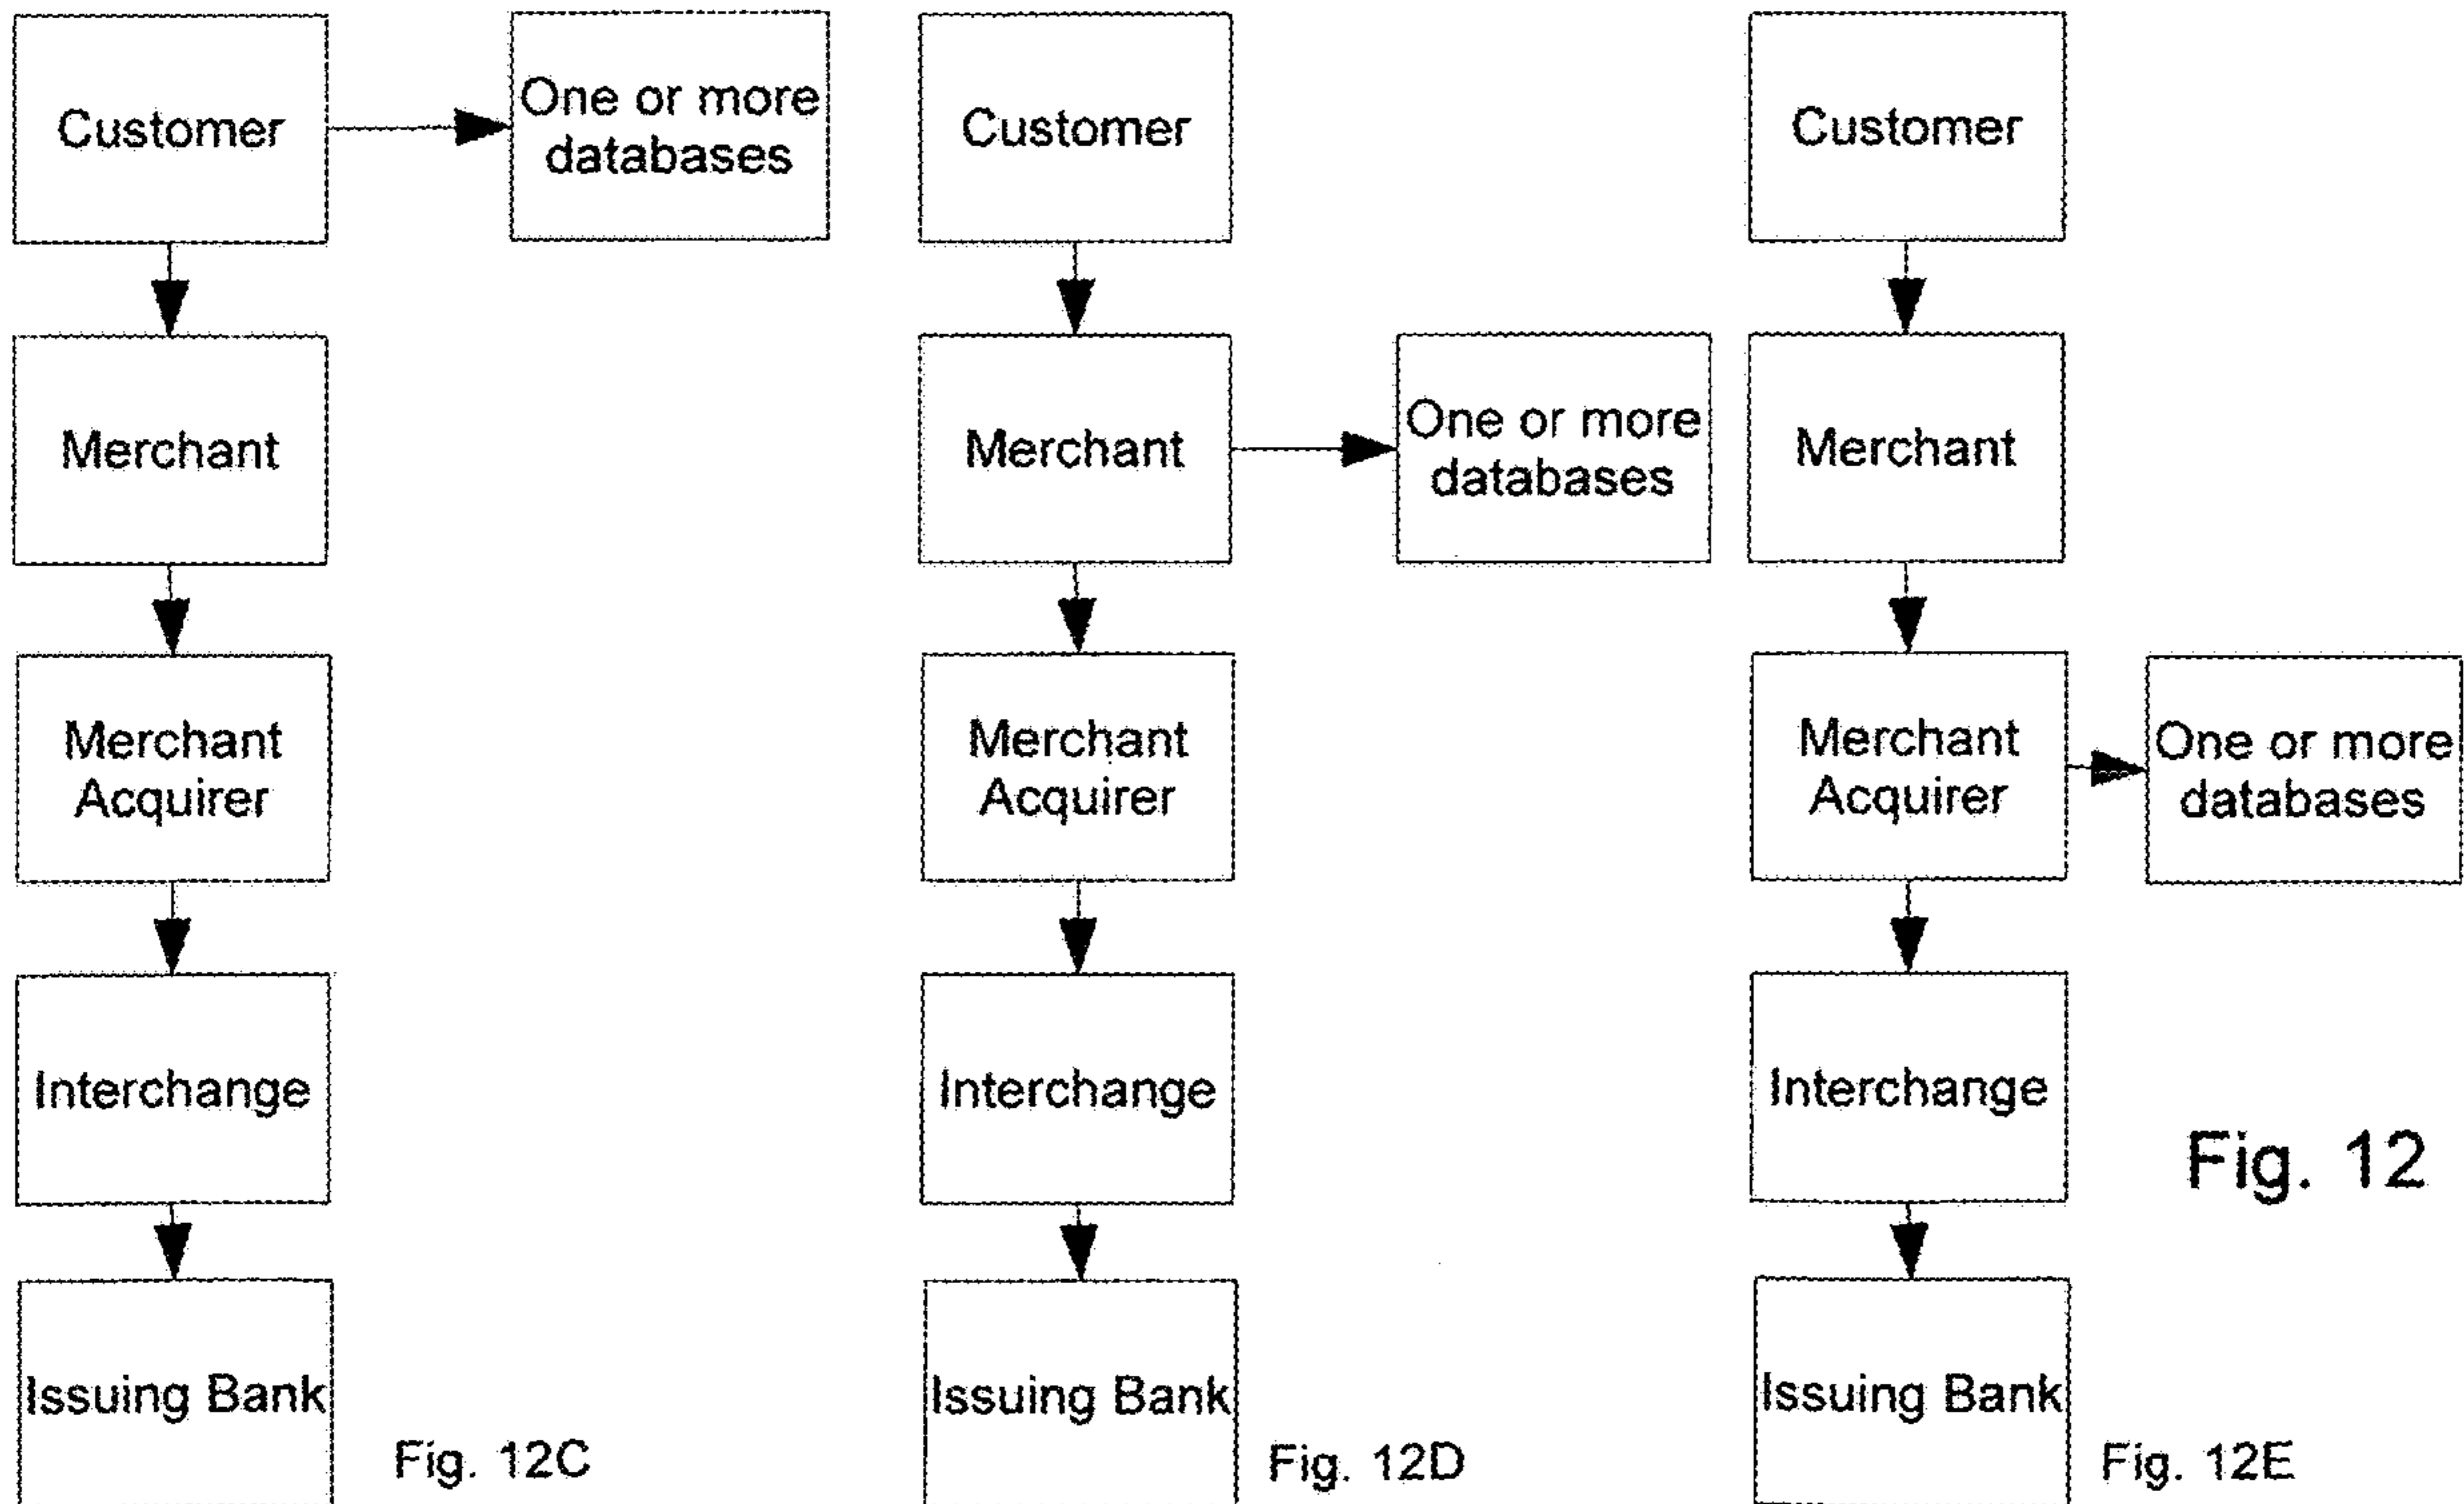 Customer
One or more
databases
Merchant
Merchant
Acquirer
Interchange
Issuing Bank
Fig. 12C
Customer
Merchant
One or more
databases
Merchant
Acquirer
Interchange
Issuing Bank
Fig. 12D
Customer
Merchant
Merchant
Acquirer
One or more
databases
Interchange
Issuing Bank
Fig. 12E
Fig. 12